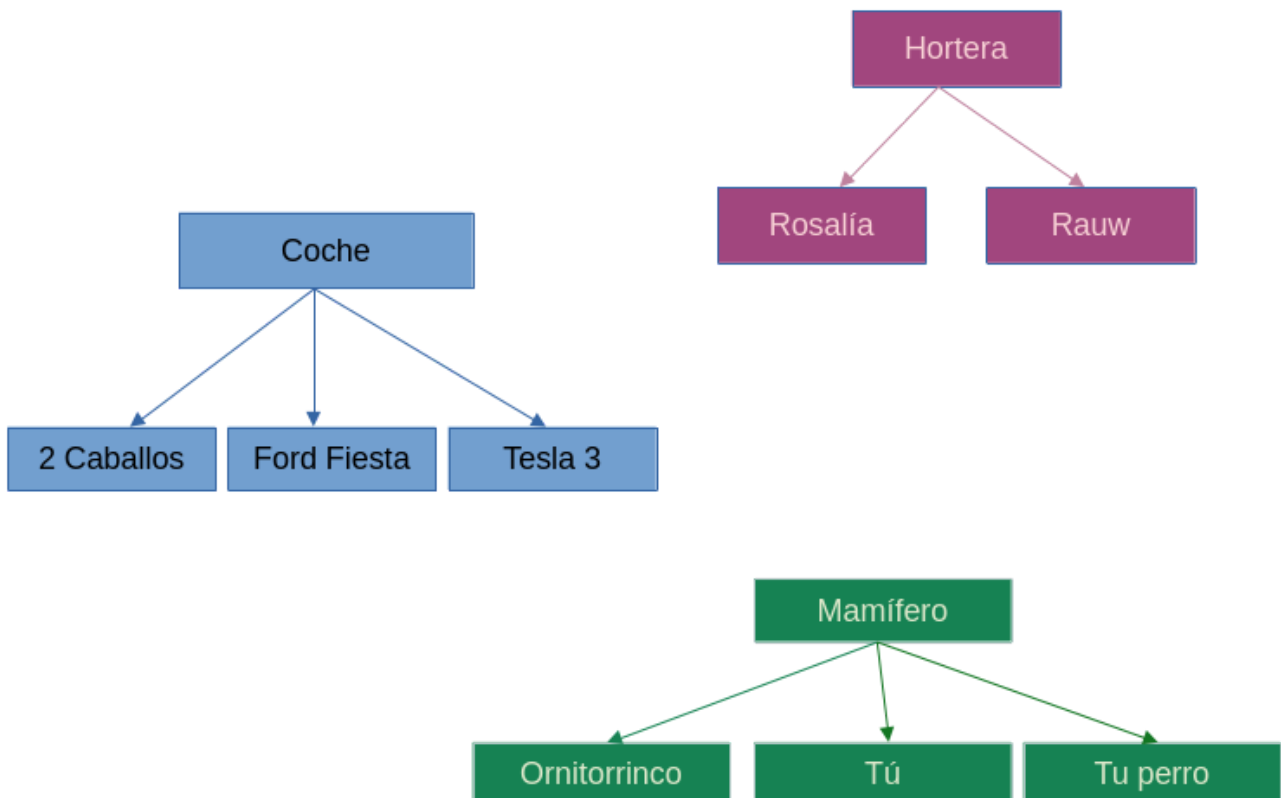 Hortera
Rosalía
Rauw
Coche
2 Caballos
Ford Fiesta
Tesla 3
Mamífero
Ornitorrinco
Tú
Tu perro